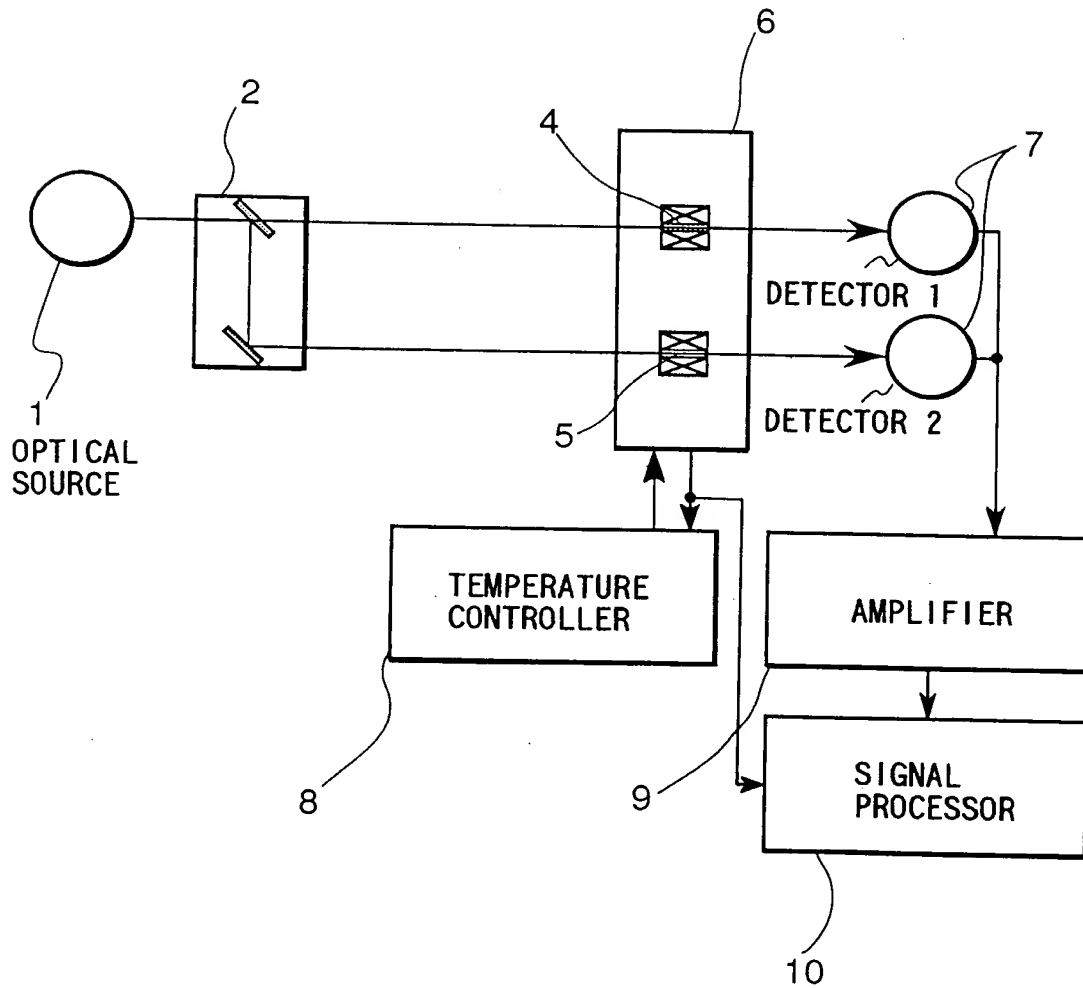 6
2
4
7
DETECTOR 1
1
OPTICAL
SOURCE
5
DETECTOR 2
TEMPERATURE
CONTROLLER
AMPLIFIER
8
9
SIGNAL
PROCESSOR
10